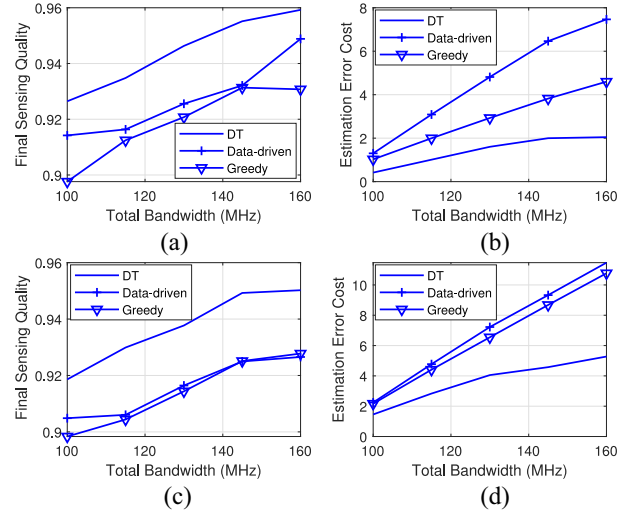 0.96
0.94
0.92
0.9
Final Sensing Quality
DT
Data-driven
Greedy
100 120 140 160
Total Bandwidth (MHz)
(a)
8
6
4
2
0
Estimation Error Cost
DT
Data-driven
Greedy
100 120 140 160
Total Bandwidth (MHz)
(b)
0.96
0.94
0.92
0.9
Final Sensing Quality
DT
Data-driven
Greedy
100 120 140 160
Total Bandwidth (MHz)
(c)
10
8
6
4
2
0
Estimation Error Cost
DT
Data-driven
Greedy
100 120 140 160
Total Bandwidth (MHz)
(d)